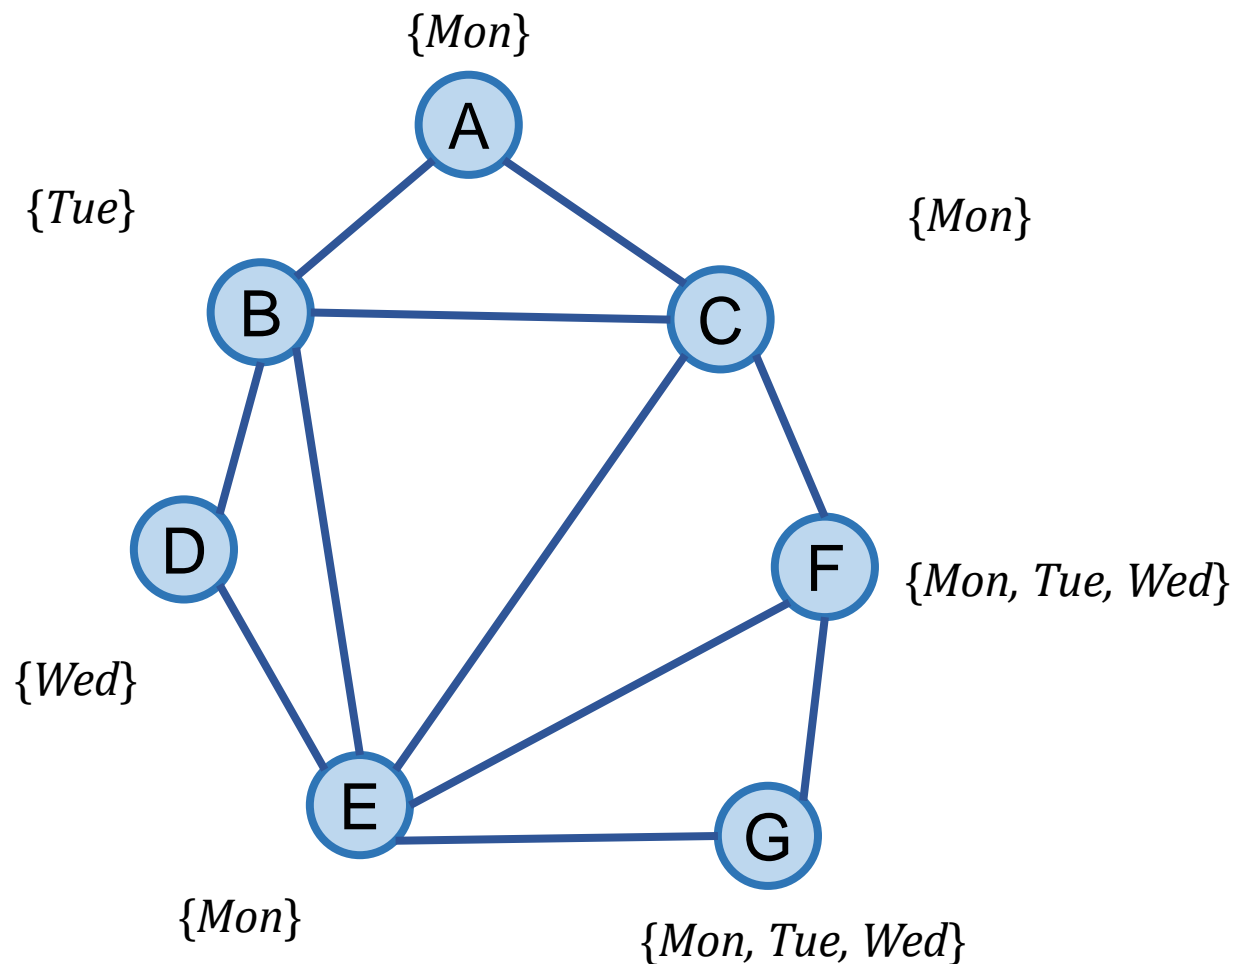 {Mon}
A
{Tue}
{Mon}
B
C
D
F
{Mon, Tue, Wed}
{Wed}
E
G
{Mon}
{Mon, Tue, Wed}